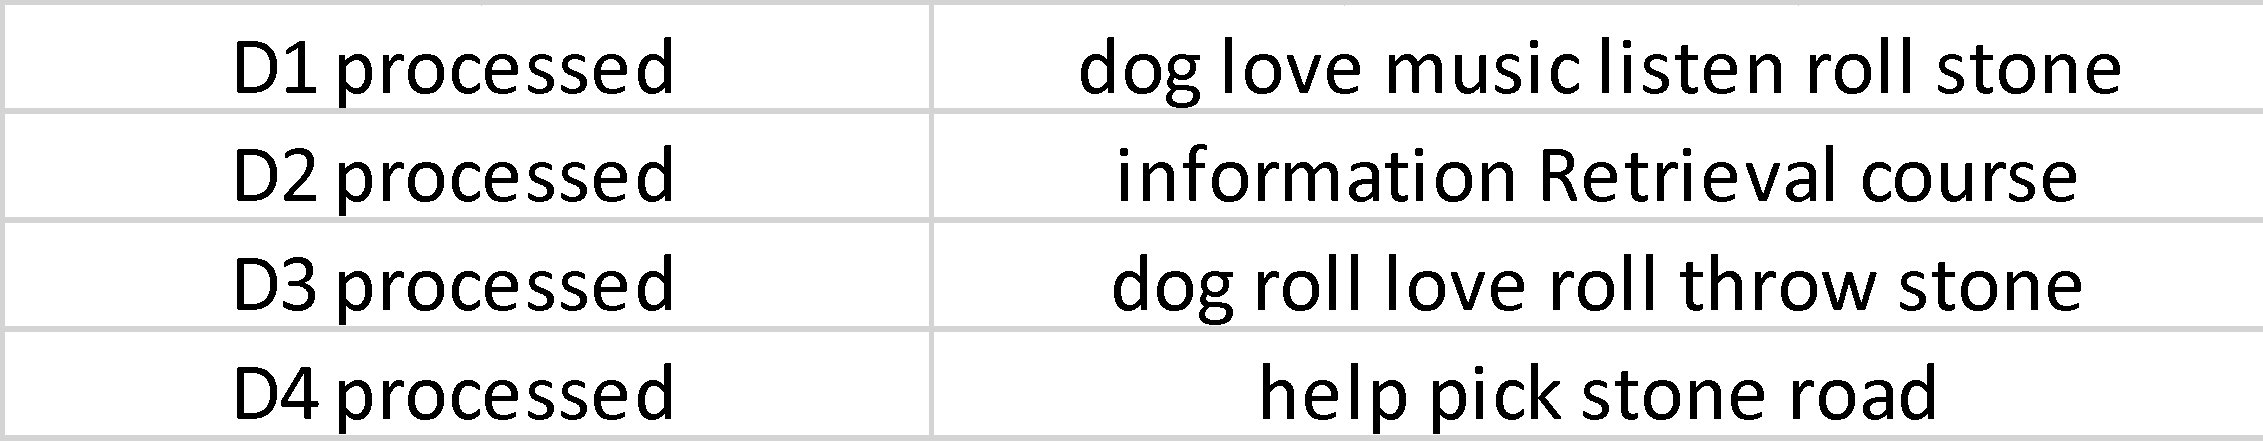 D1 processed dog love music listen roll stone
D2 processed information Retrieval course
D3 processed dog roll love roll throw stone
D4 processed help pick stone road